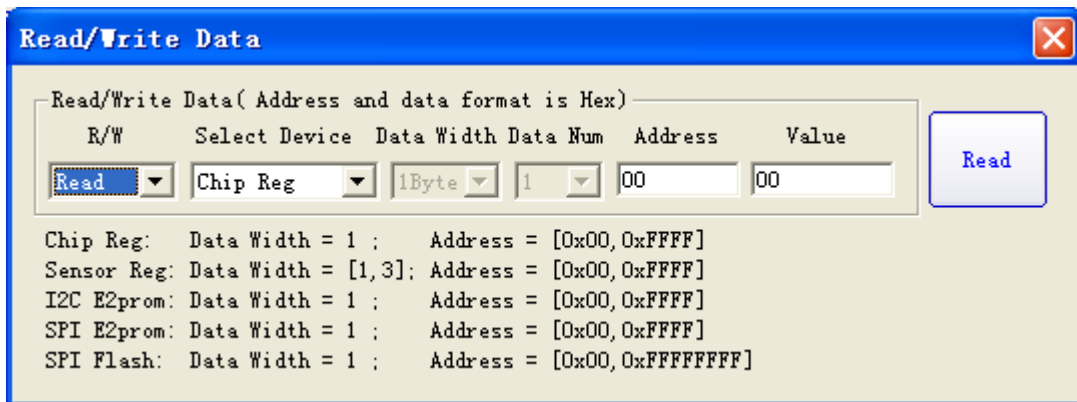 Read/Write Data
Read/Write Data( Address and data format is Hex)
R/W Select Device Data Width Data Num Address Value
Read Chip Reg 1Byte 1 00 00 Read
Chip Reg: Data Width = 1 ; Address = [0x00,0xFFFF]
Sensor Reg: Data Width = [1,3]; Address = [0x00,0xFFFF]
I2C E2prom: Data Width = 1 ; Address = [0x00,0xFFFF]
SPI E2prom: Data Width = 1 ; Address = [0x00,0xFFFF]
SPI Flash: Data Width = 1 ; Address = [0x00,0xFFFFFFFF]